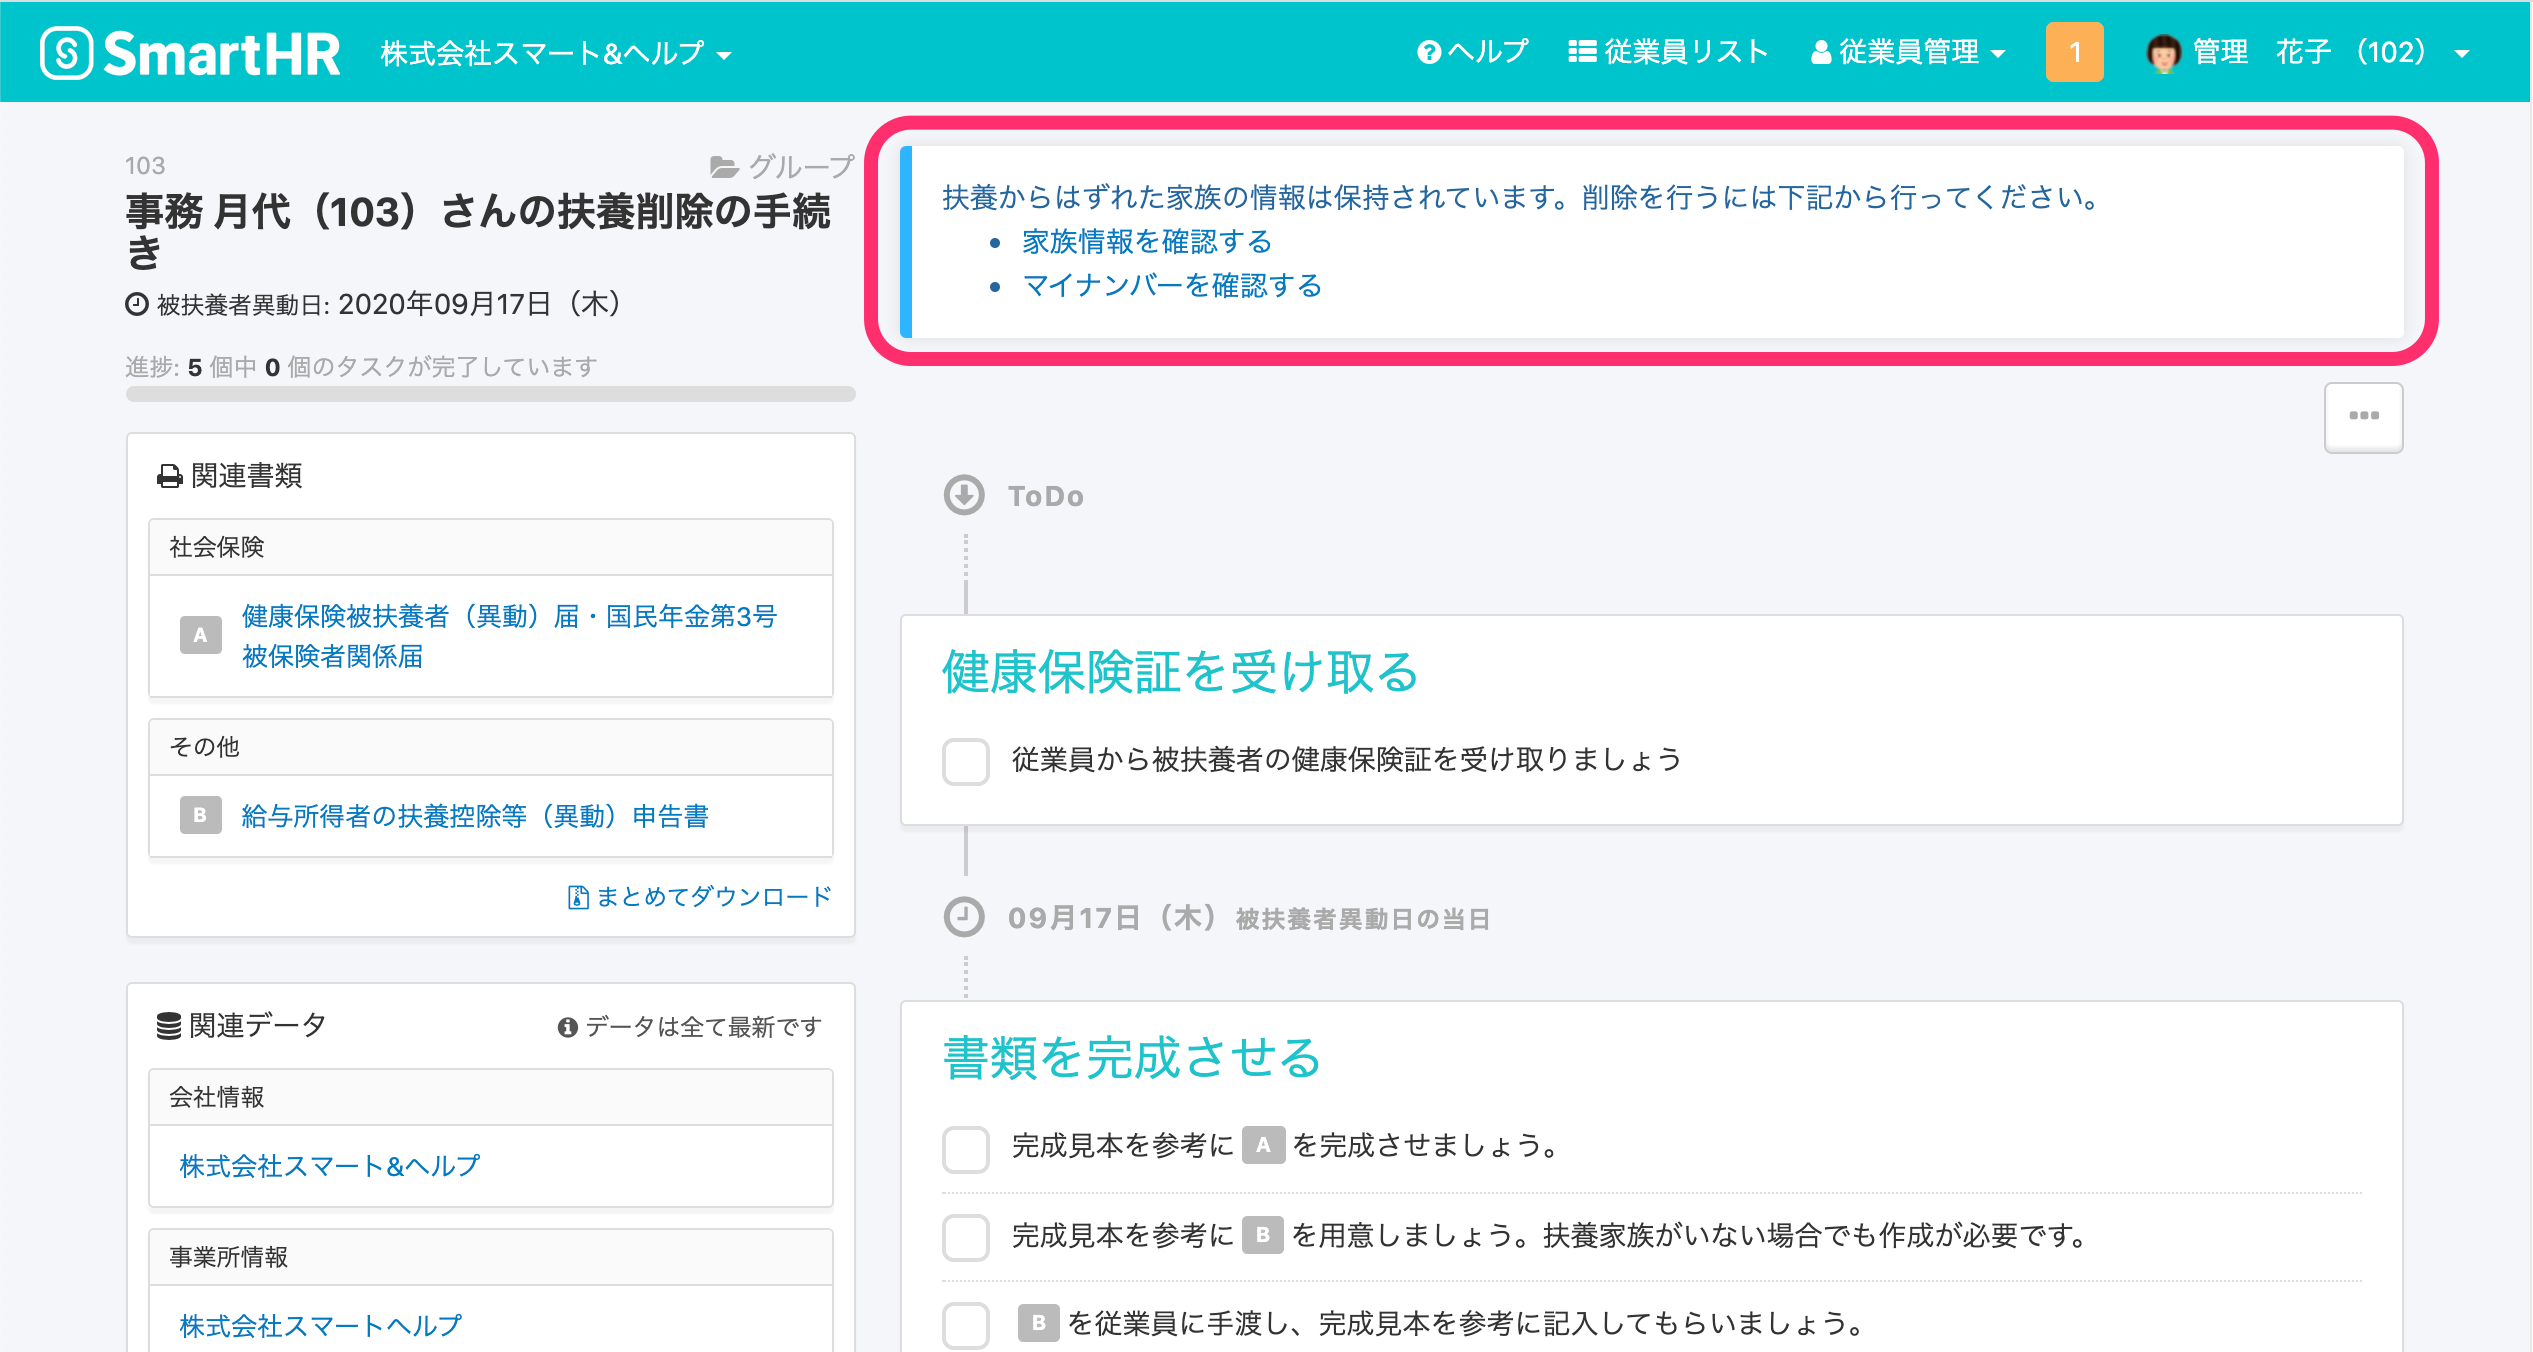 SmartHR 株式会社スマート&ヘルプ ヘルプ 従業員リスト 従業員管理 1 管理 花子 （102）
103 グループ
事務 月代（103）さんの扶養削除の手続
き
被扶養者異動日: 2020年09月17日（木）
進捗: 5 個中 0 個のタスクが完了しています
関連書類
社会保険
A 健康保険被扶養者（異動）届・国民年金第3号
被保険者関係届
その他
B 給与所得者の扶養控除等（異動）申告書
まとめてダウンロード
関連データ データは全て最新です
会社情報
株式会社スマート&ヘルプ
事業所情報
株式会社スマートヘルプ
扶養からはずれた家族の情報は保持されています。削除を行うには下記から行ってください。
• 家族情報を確認する
• マイナンバーを確認する
ToDo
健康保険証を受け取る
従業員から被扶養者の健康保険証を受け取りましょう
09月17日（木）被扶養者異動日の当日
書類を完成させる
完成見本を参考に A を完成させましょう。
完成見本を参考に B を用意しましょう。扶養家族がいない場合でも作成が必要です。
B を従業員に手渡し、完成見本を参考に記入してもらいましょう。